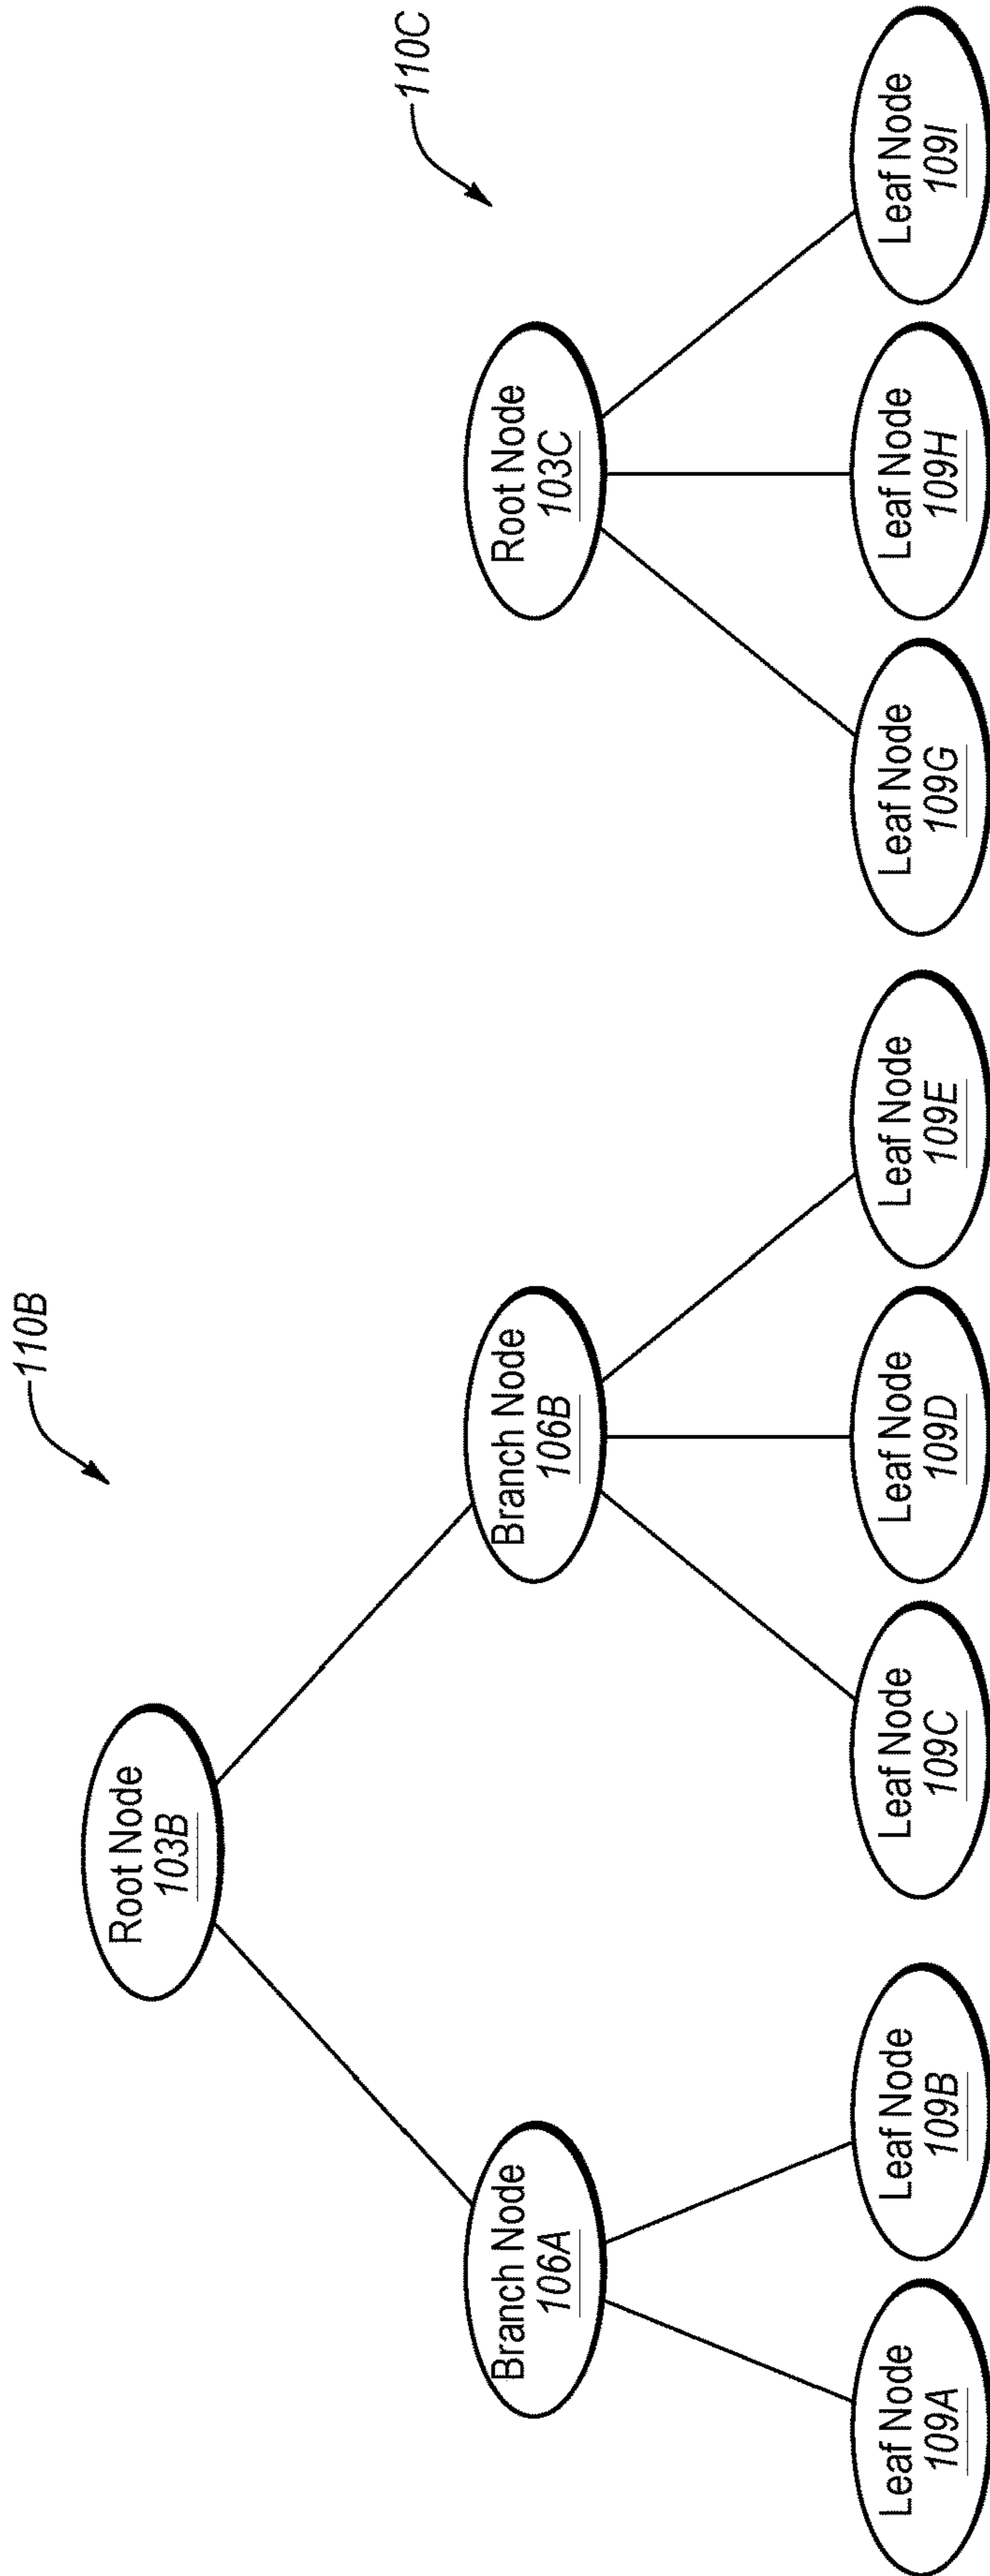 110B
Root Node
103B
110C
Branch Node
106A
Branch Node
106B
Root Node
103C
Leaf Node
109A
Leaf Node
109B
Leaf Node
109C
Leaf Node
109D
Leaf Node
109E
Leaf Node
109G
Leaf Node
109H
Leaf Node
109I